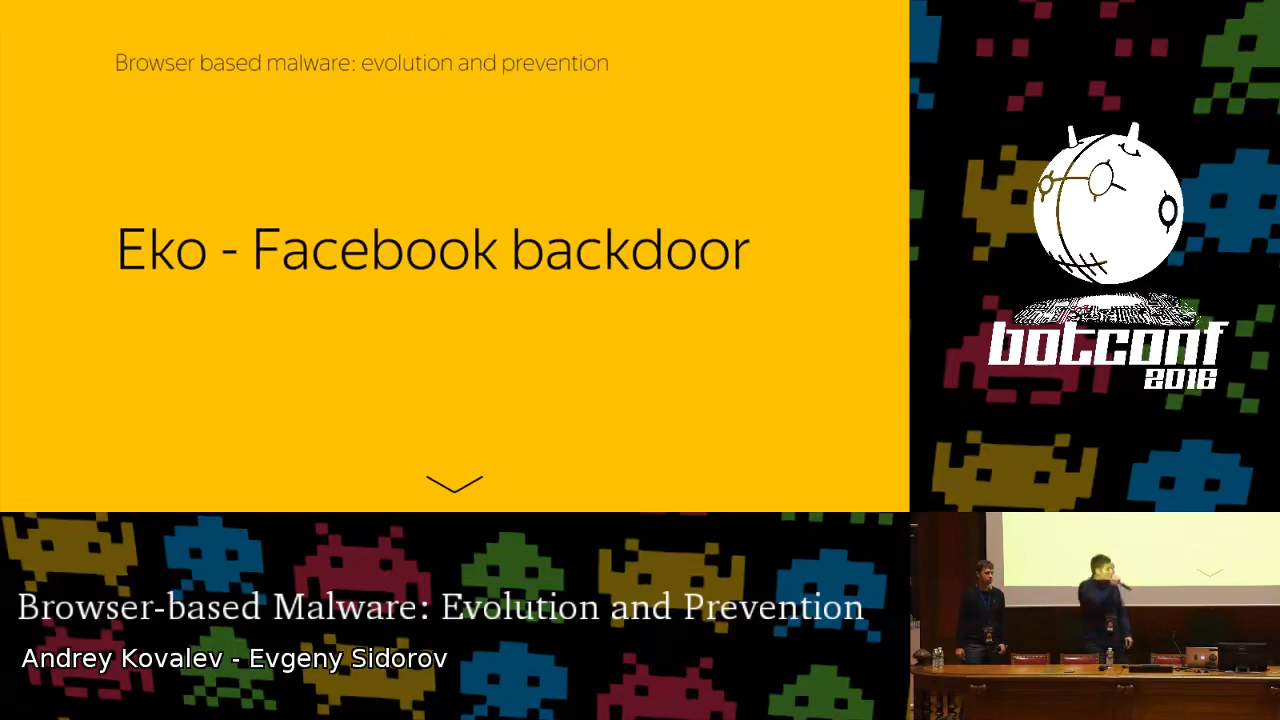 Browser based malware: evolution and prevention
Eko - Facebook backdoor
botconf
2016
Browser-based Malware: Evolution and Prevention
Andrey Kovalev - Evgeny Sidorov